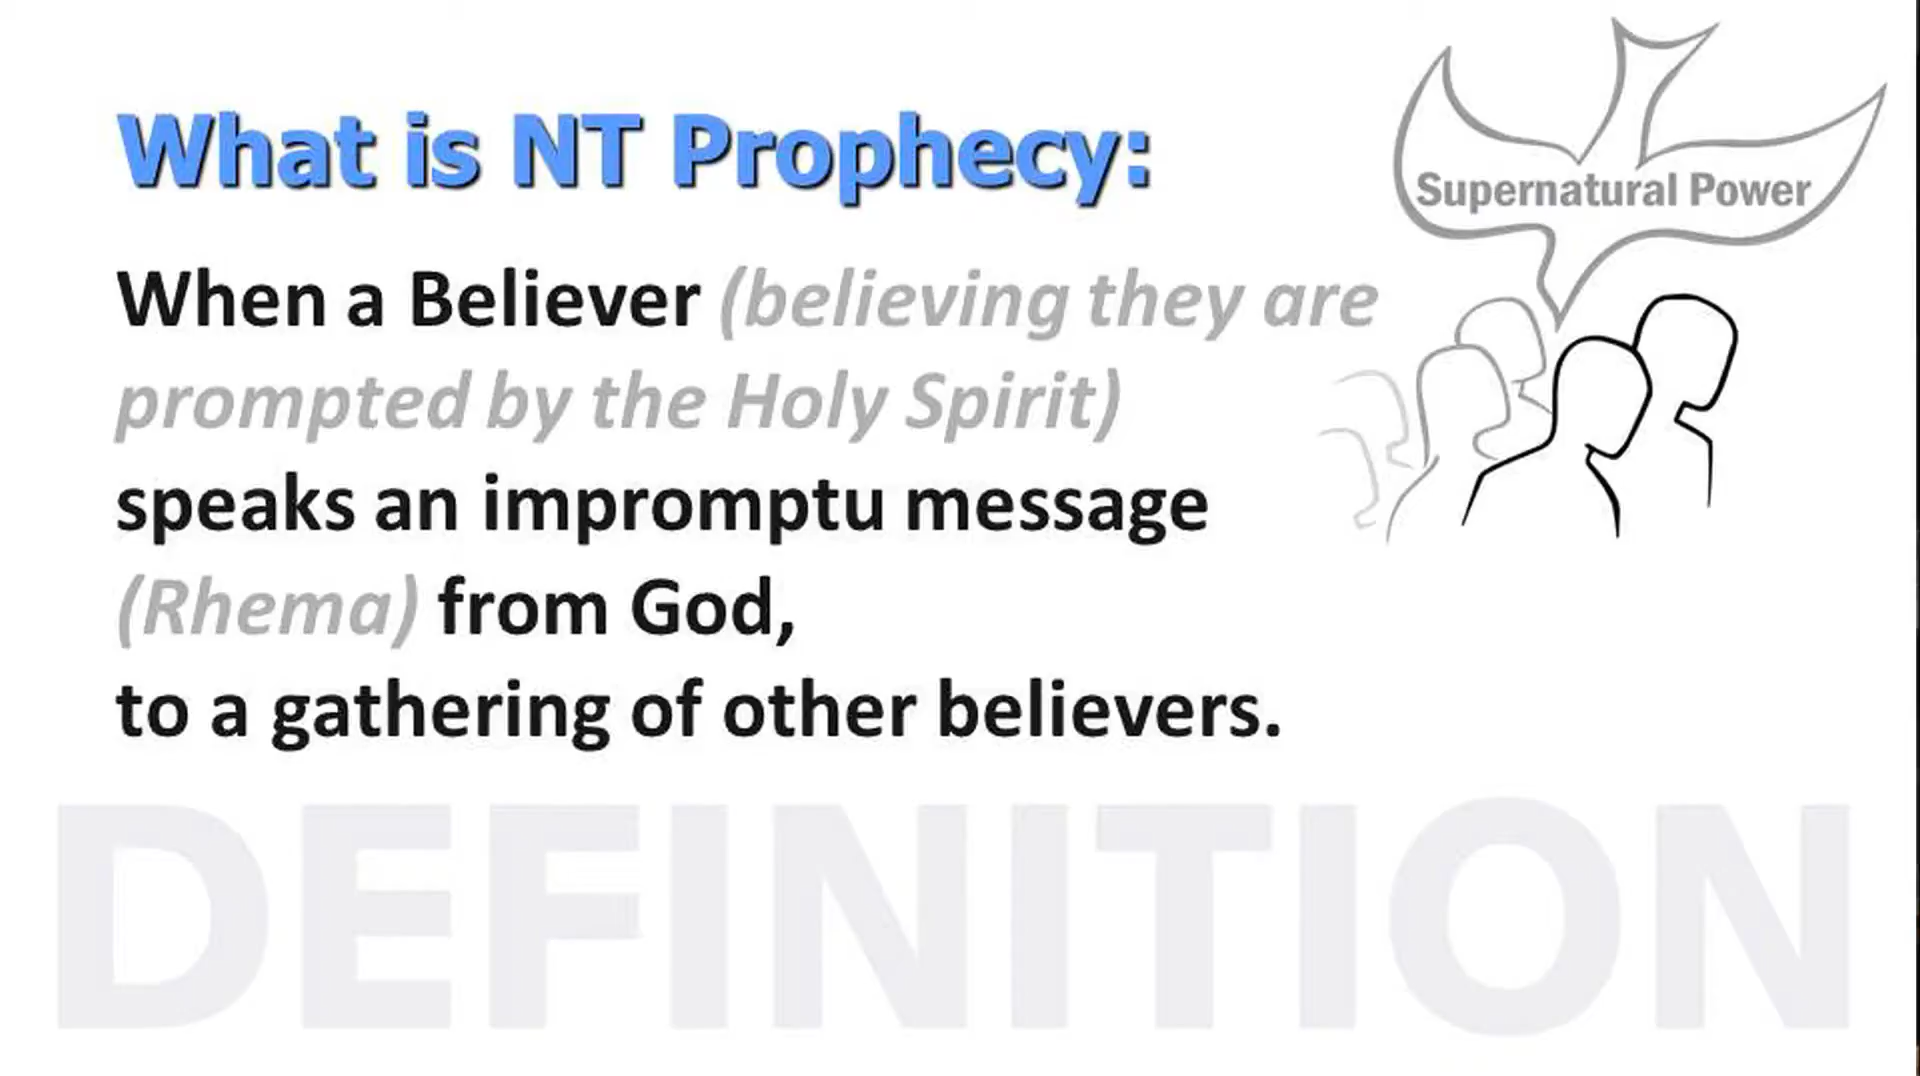 What is NT Prophecy:
Supernatural Power
When a Believer (believing they are
prompted by the Holy Spirit)
speaks an impromptu message
(Rhema) from God,
to a gathering of other believers.
DEFINITION